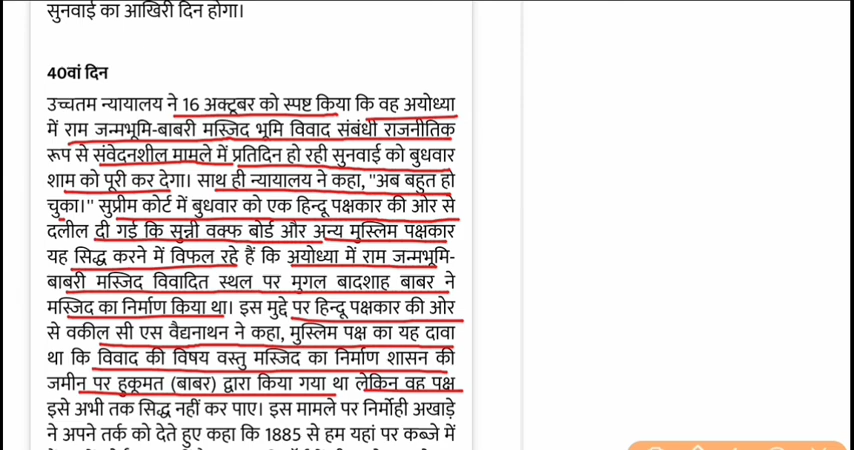 सुनवाई का आखिरी दिन होगा।
40वां दिन
उच्चतम न्यायालय ने 16 अक्टूबर को स्पष्ट किया कि वह अयोध्या
में राम जन्मभूमि-बाबरी मस्जिद भूमि विवाद संबंधी राजनीतिक
रूप से संवेदनशील मामले में प्रतिदिन हो रही सुनवाई को बुधवार
शाम को पूरी कर देगा। साथ ही न्यायालय ने कहा, "अब बहुत हो
चुका।" सुप्रीम कोर्ट में बुधवार को एक हिन्दू पक्षकार की ओर से
दलील दी गई कि सुन्नी वक्फ बोर्ड और अन्य मुस्लिम पक्षकार
यह सिद्ध करने में विफल रहे हैं कि अयोध्या में राम जन्मभूमि-
बाबरी मस्जिद विवादित स्थल पर मुगल बादशाह बाबर ने
मस्जिद का निर्माण किया था। इस मुद्दे पर हिन्दू पक्षकार की ओर
से वकील सी एस वैद्यनाथन ने कहा, मुस्लिम पक्ष का यह दावा
था कि विवाद की विषय वस्तु मस्जिद का निर्माण शासन की
जमीन पर हुकूमत (बाबर) द्वारा किया गया था लेकिन वह पक्ष
इसे अभी तक सिद्ध नहीं कर पाए। इस मामले पर निर्मोही अखाड़े
ने अपने तर्क को देते हुए कहा कि 1885 से हम यहां पर कब्जे में